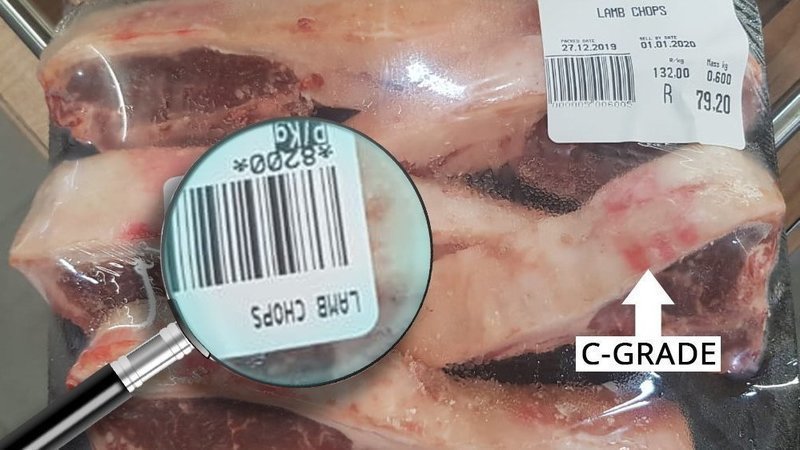 LAMB CHOPS
PACKED DATE SELL BY DATE
27.12.2019 01.01.2020
R/kg Mass kg
132.00 0.600
R 79.20
R/kg
*8200*
LAMB CHOPS
C-GRADE